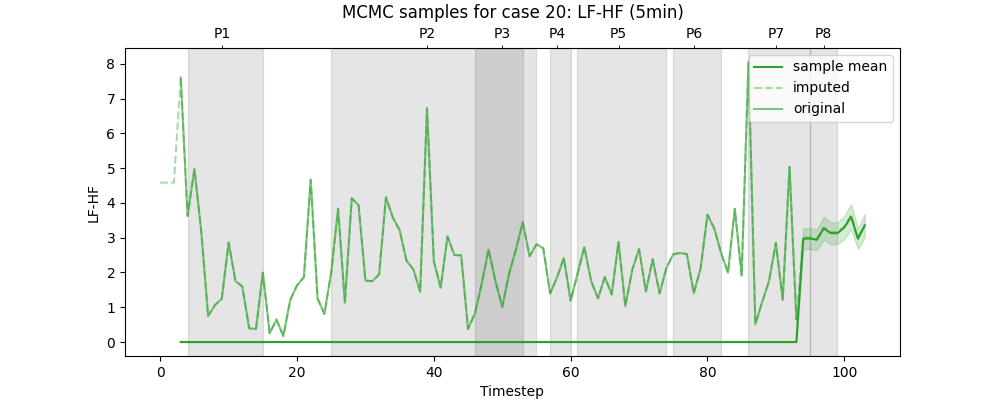 MCMC samples for case 20: LF-HF (5min)
P1 P2 P3 P4 P5 P6 P7 P8
sample mean
imputed
original
8
7
6
5
4
3
2
1
0
LF-HF
0 20 40 60 80 100
Timestep